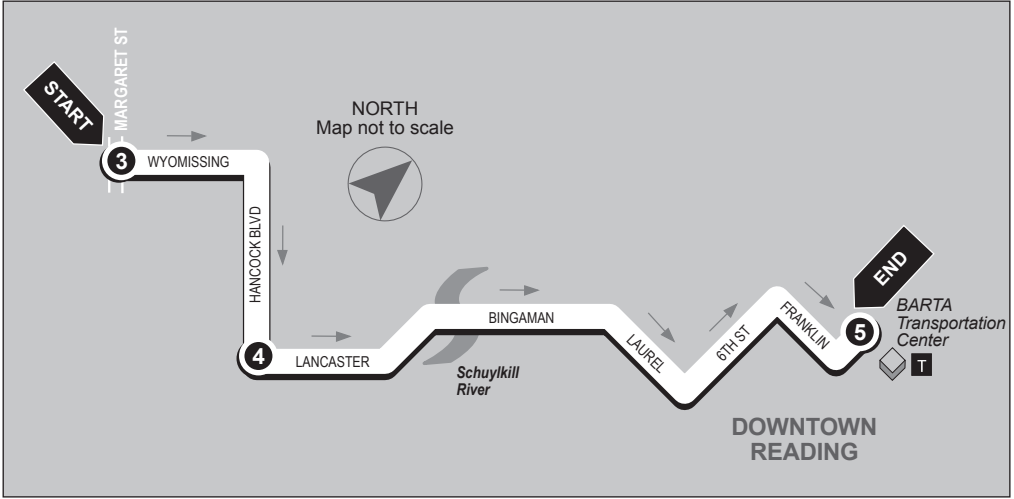 START
MARGARET ST
3
WYOMISSING
NORTH
Map not to scale
HANCOCK BLVD
4
LANCASTER
Schuylkill
River
BINGAMAN
LAUREL
6TH ST
FRANKLIN
END
5
BARTA
Transportation
Center
T
DOWNTOWN
READING